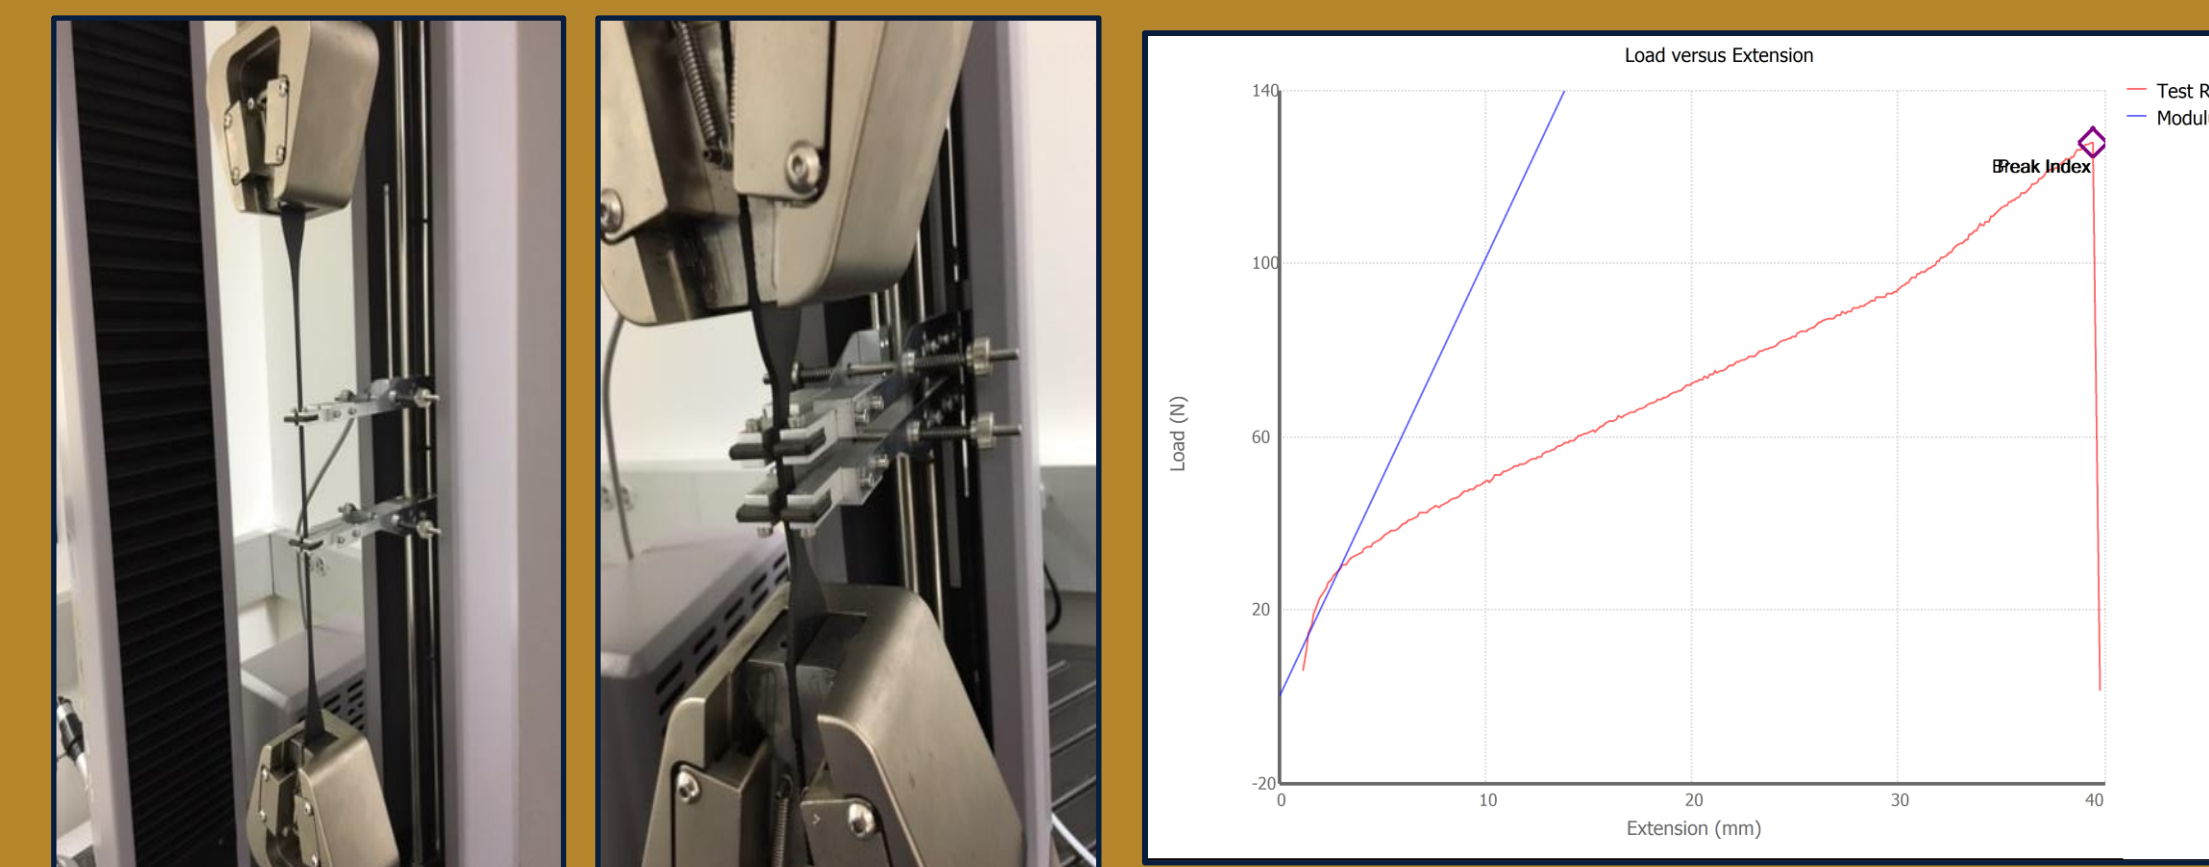 Load versus Extension
140
100
60
20
-20
Load (N)
Break Index
0 10 20 30 40
Extension (mm)
Test R
Modul